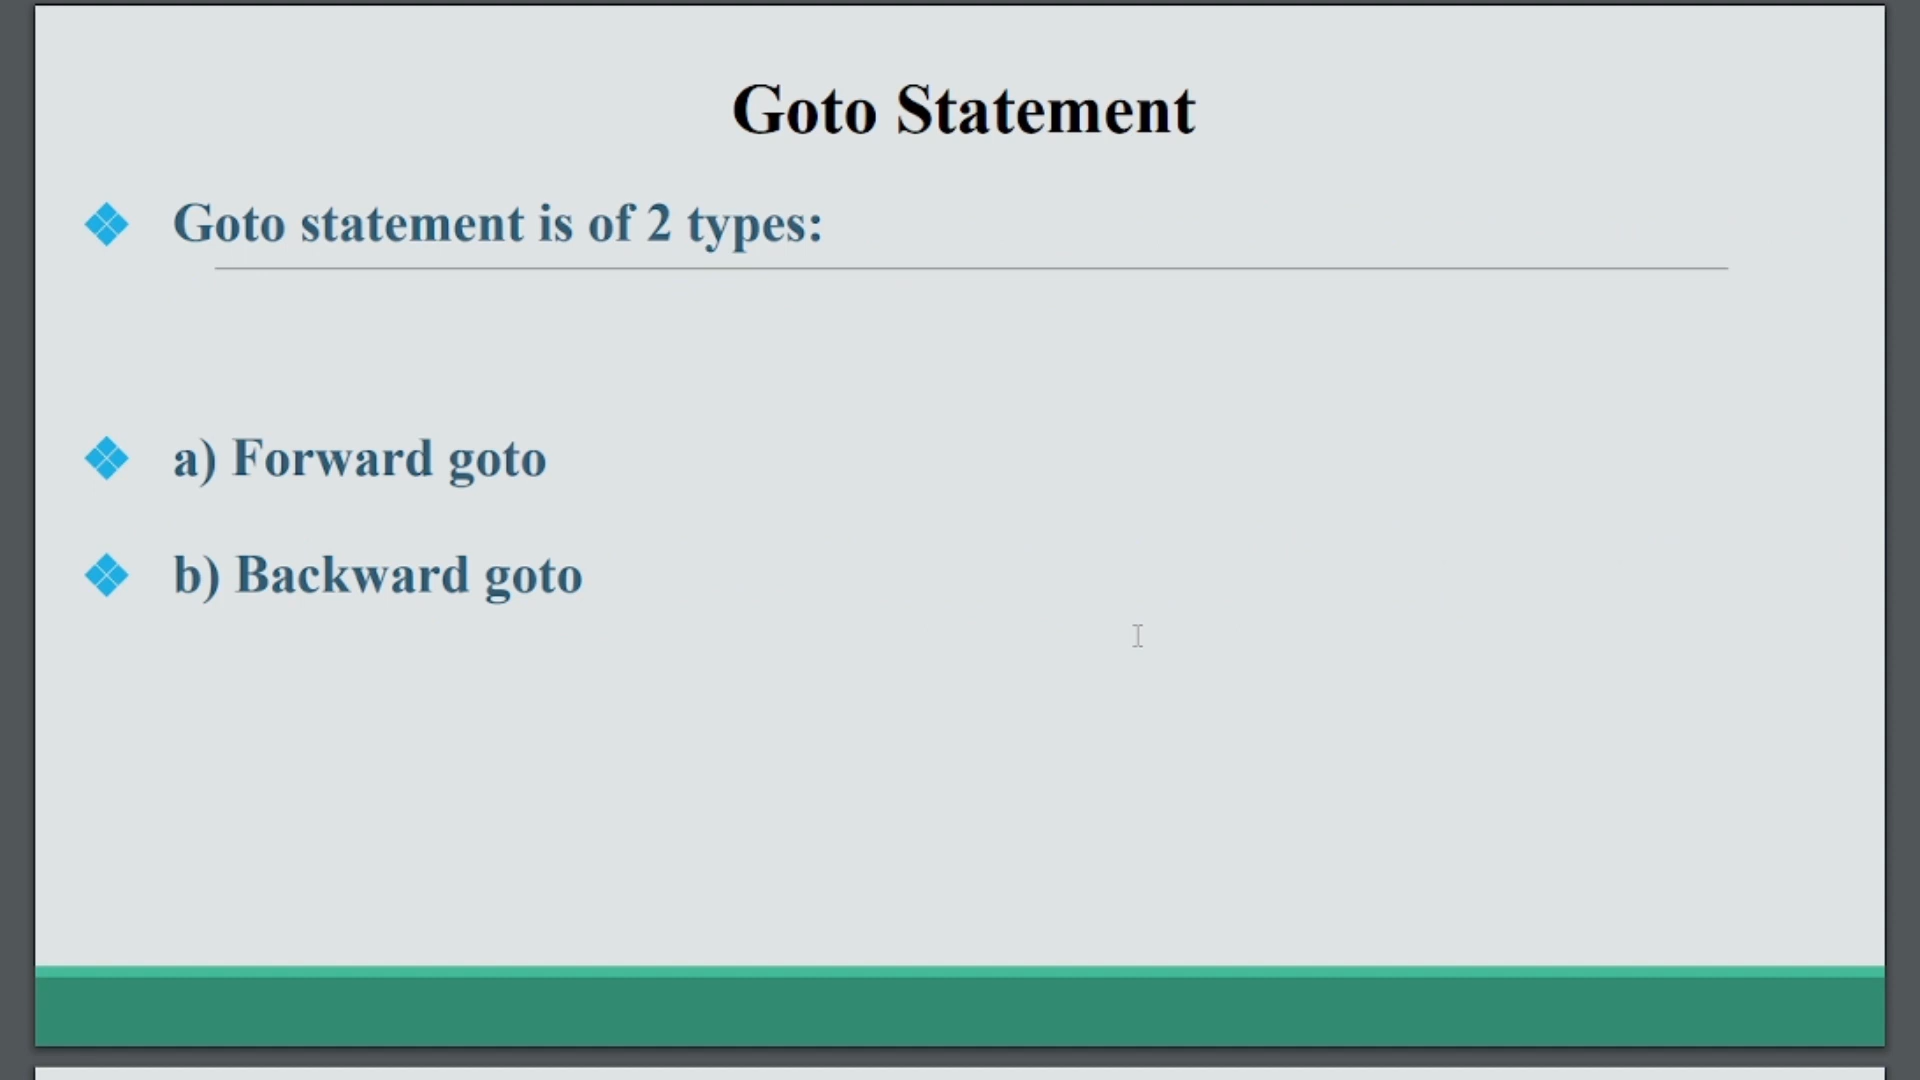 Goto Statement
Goto statement is of 2 types:
a) Forward goto
b) Backward goto